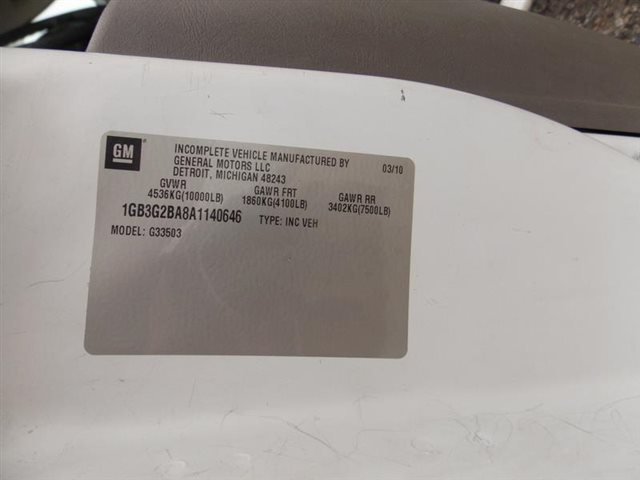 GM
INCOMPLETE VEHICLE MANUFACTURED BY
GENERAL MOTORS LLC
DETROIT, MICHIGAN 48243
03/10
GVWR GAWR FRT GAWR RR
4536KG(10000LB) 1860KG(4100LB) 3402KG(7500LB)
1GB3G2BA8A1140646 TYPE: INC VEH
MODEL: G33503